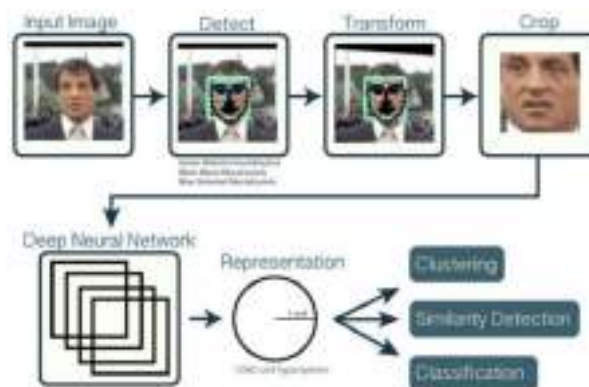 Input Image
Detect
Transform
Crop
Deep Neural Network
Representation
Clustering
Similarity Detection
Classification